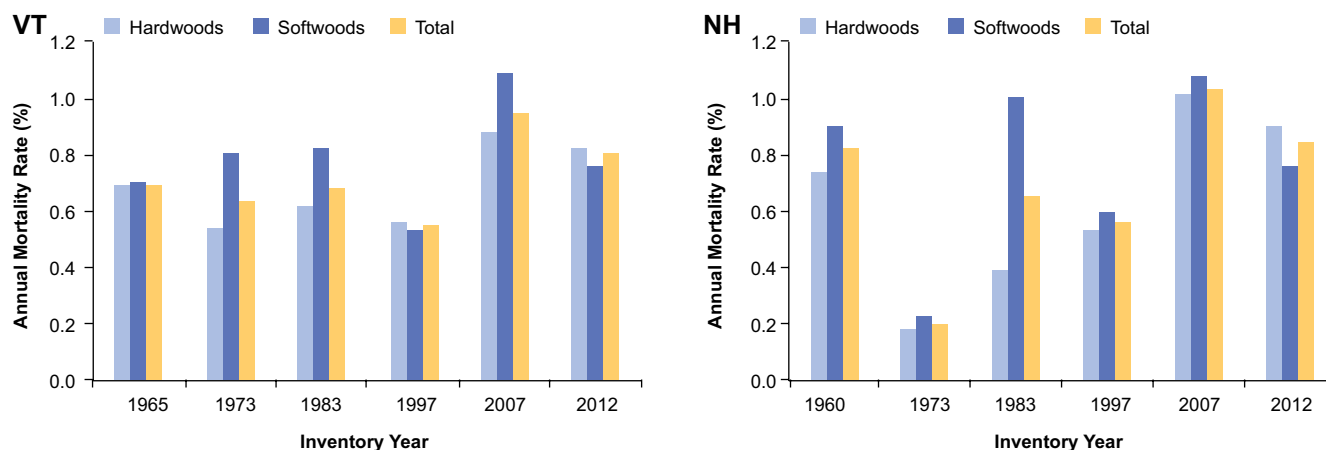 VT
Hardwoods Softwoods Total
Annual Mortality Rate (%)
1.2
1.0
0.8
0.6
0.4
0.2
0.0
1965 1973 1983 1997 2007 2012
Inventory Year
NH
Hardwoods Softwoods Total
Annual Mortality Rate (%)
1.2
1.0
0.8
0.6
0.4
0.2
0.0
1960 1973 1983 1997 2007 2012
Inventory Year